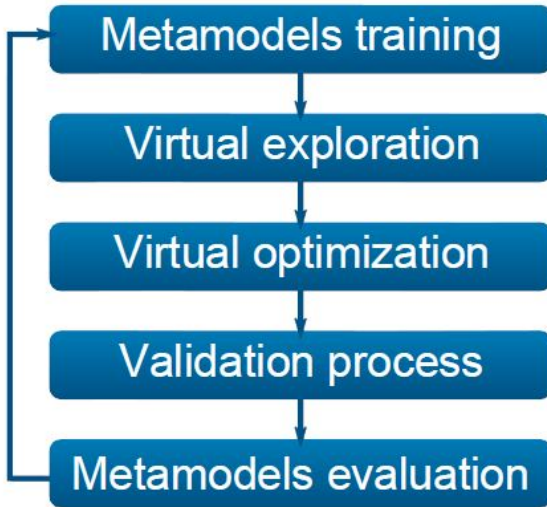 Metamodels training
Virtual exploration
Virtual optimization
Validation process
Metamodels evaluation